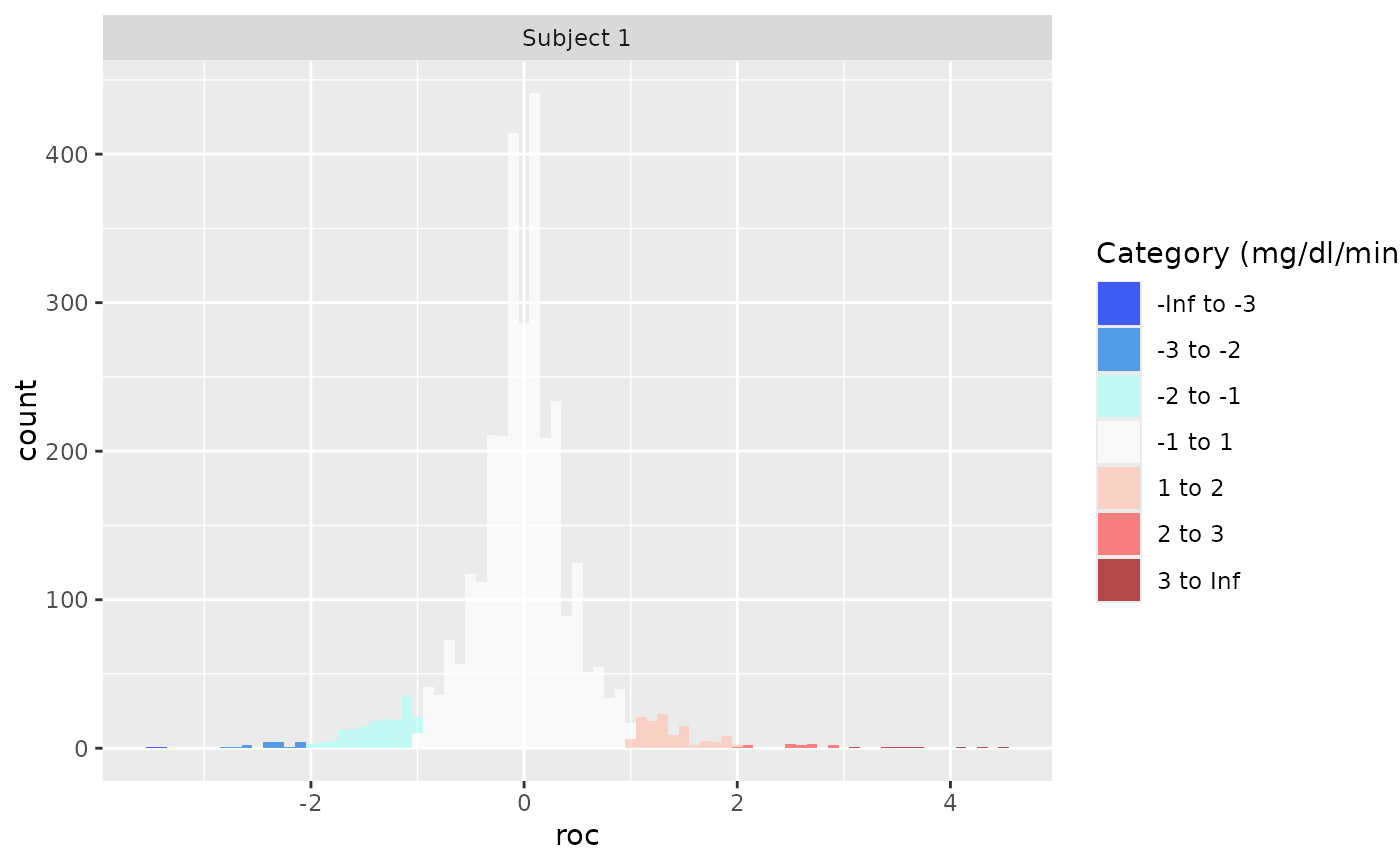 Subject 1
400
300
200
100
0
count
-2
0
2
4
roc
Category (mg/dl/min
-Inf to -3
-3 to -2
-2 to -1
-1 to 1
1 to 2
2 to 3
3 to Inf